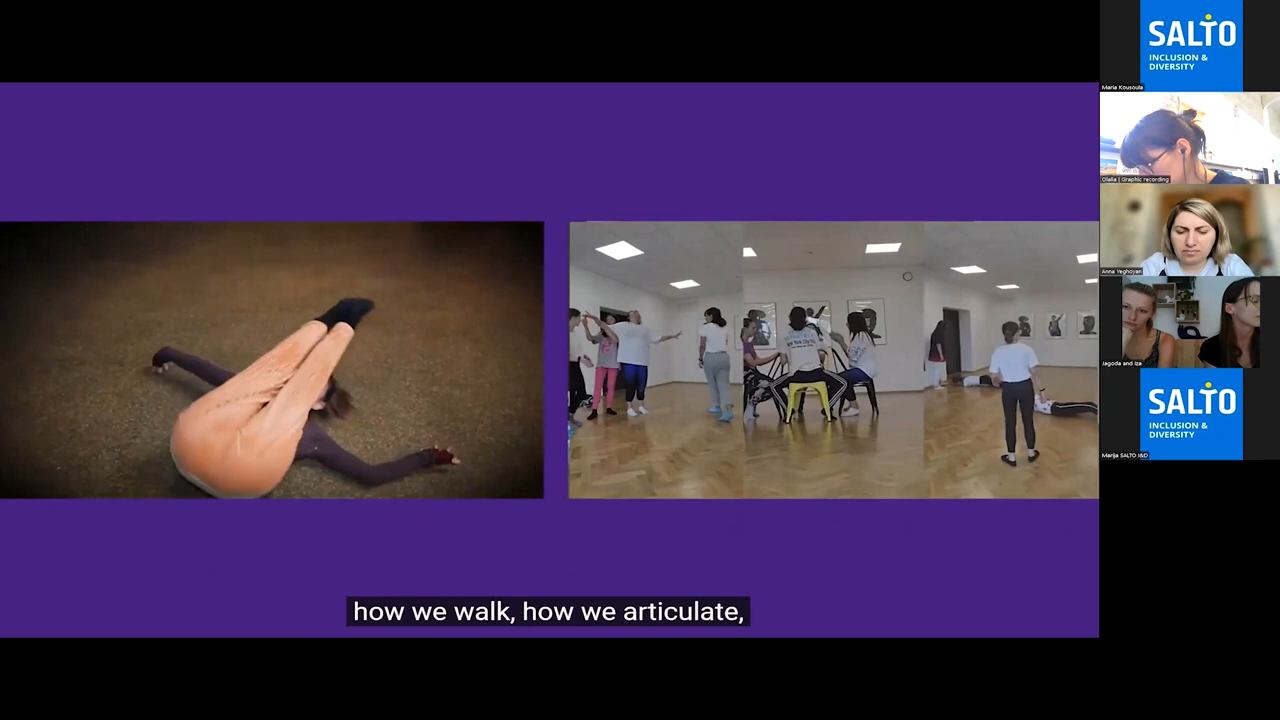 how we walk, how we articulate,
SALTO
INCLUSION &
DIVERSITY
Maria Kousoula
Olalla | Graphic recording
Anna Yeghoyan
Jagoda and Iza
SALTO
INCLUSION &
DIVERSITY
Marija SALTO I&D